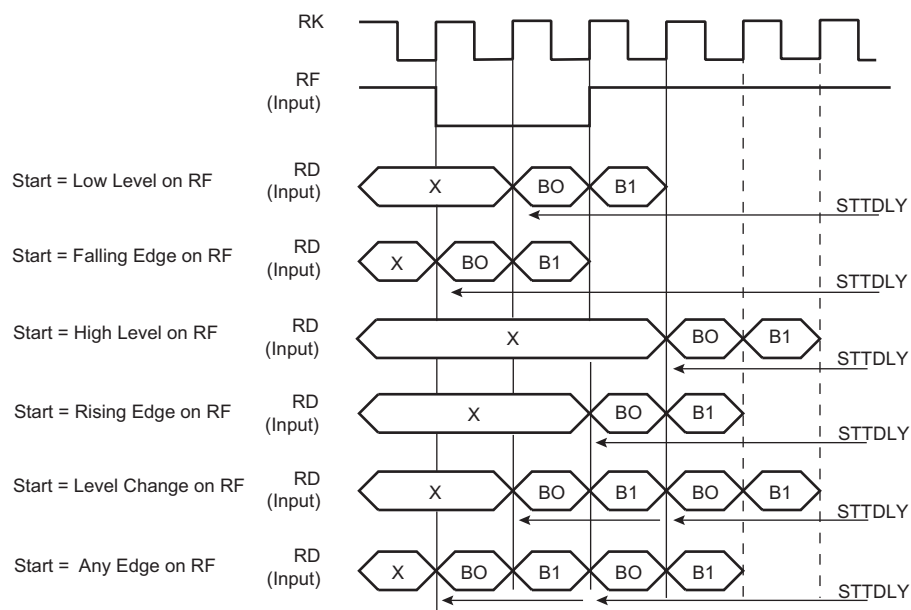 RK
RF
(Input)
Start = Low Level on RF
RD
(Input)
X
BO
B1
STTDLY
Start = Falling Edge on RF
RD
(Input)
X
BO
B1
STTDLY
Start = High Level on RF
RD
(Input)
X
BO
B1
STTDLY
Start = Rising Edge on RF
RD
(Input)
X
BO
B1
STTDLY
Start = Level Change on RF
RD
(Input)
X
BO
B1
BO
B1
STTDLY
Start = Any Edge on RF
RD
(Input)
X
BO
B1
BO
B1
STTDLY